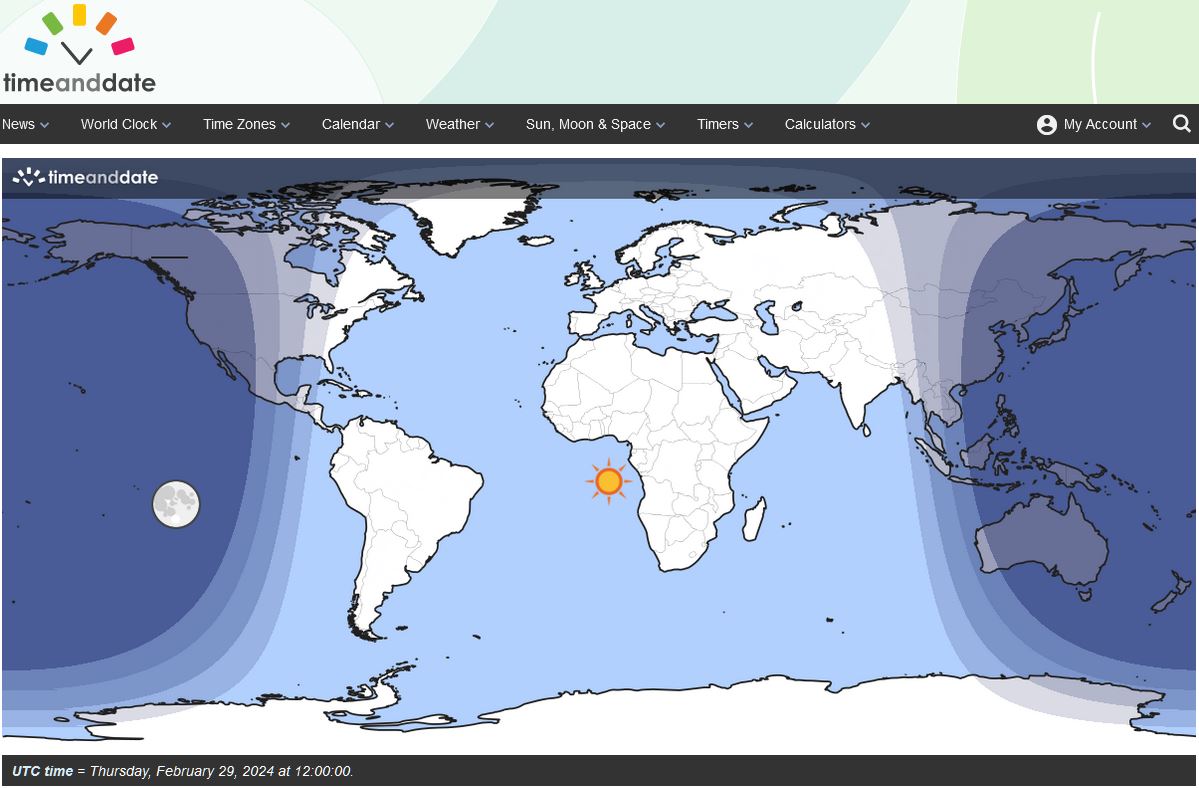 timeanddate
News World Clock Time Zones Calendar Weather Sun, Moon & Space Timers Calculators My Account
timeanddate
UTC time = Thursday, February 29, 2024 at 12:00:00.